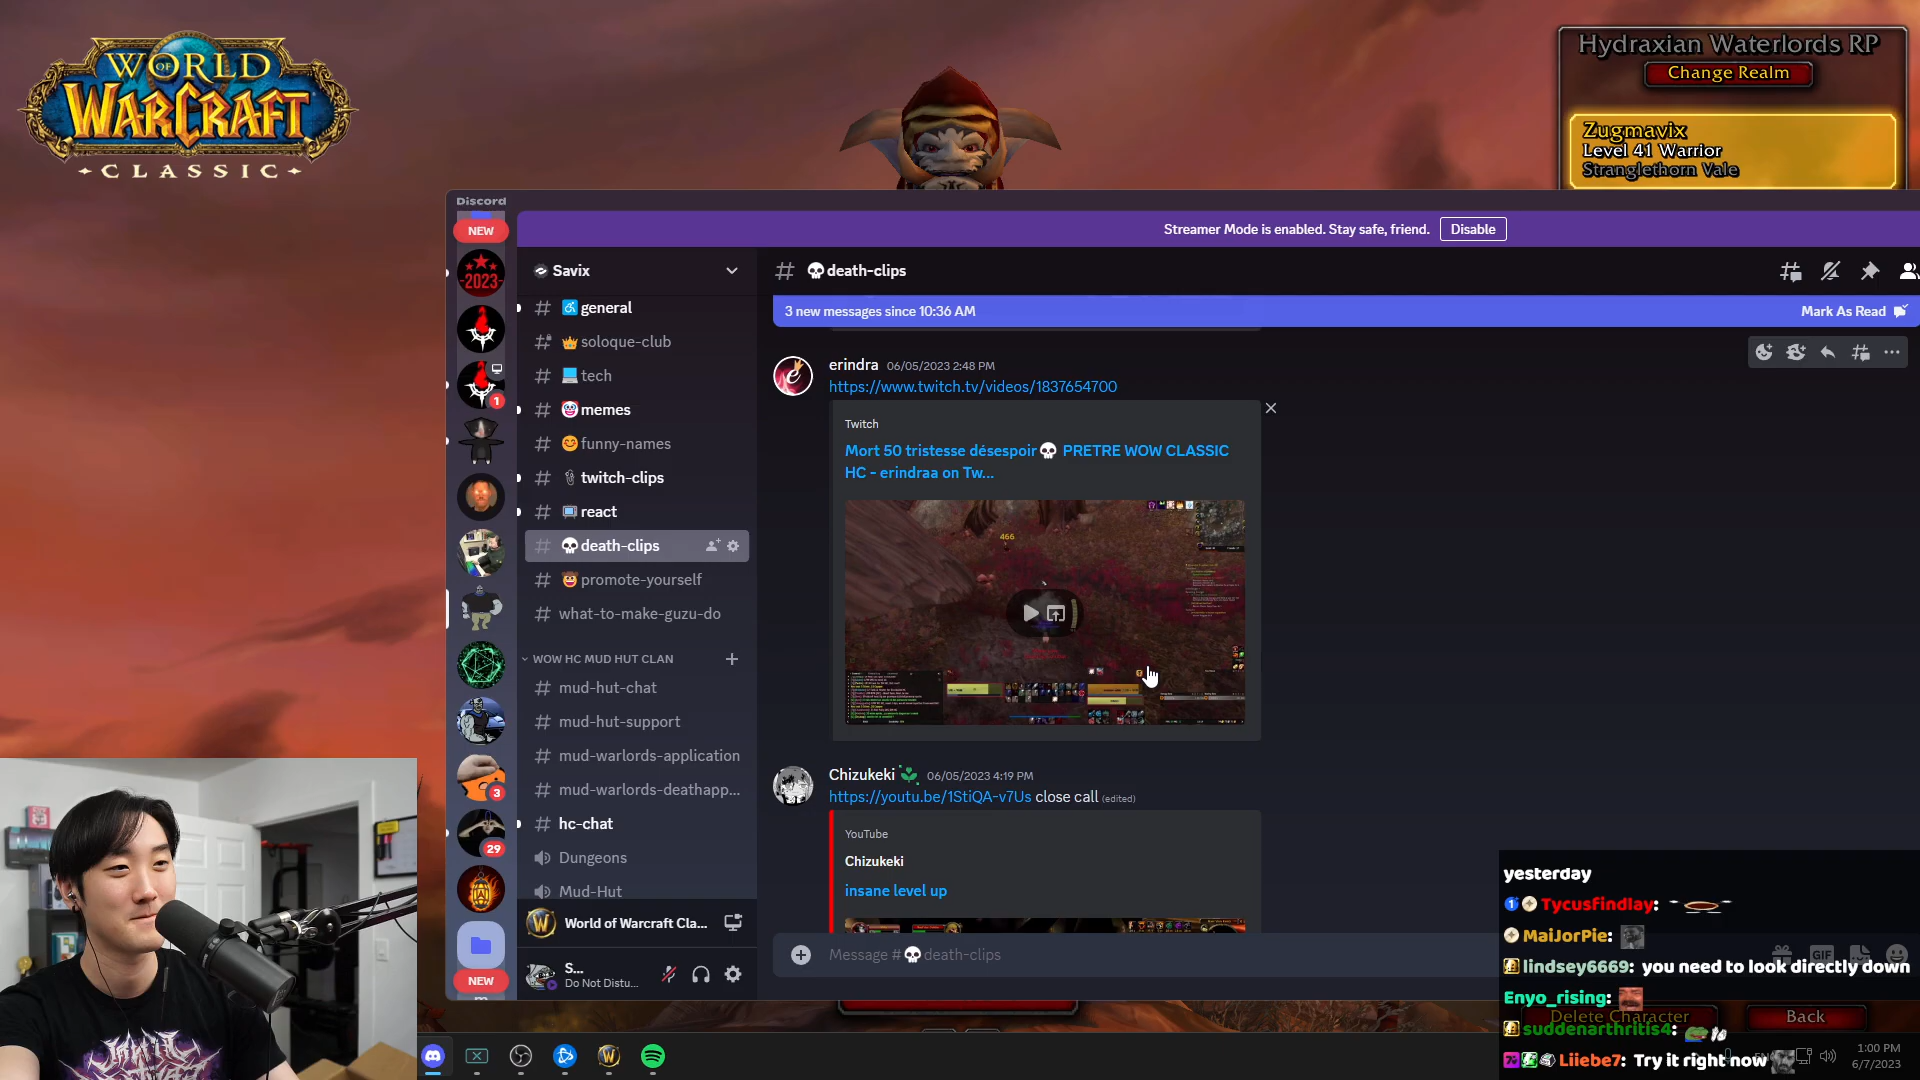 WORLD
OF
WARCRAFT
CLASSIC
Hydraxian Waterlords RP
Change Realm
Zugmavix
Level 41 Warrior
Stranglethorn Vale
Discord
NEW
Streamer Mode is enabled. Stay safe, friend.
Disable
2023
Savix
# death-clips
3 new messages since 10:36 AM
Mark As Read
# general
# soloque-club
# tech
# memes
# funny-names
# twitch-clips
# react
# death-clips
# promote-yourself
# what-to-make-guzu-do
WOW HC MUD HUT CLAN
# mud-hut-chat
# mud-hut-support
# mud-warlords-application
# mud-warlords-deathapp...
# hc-chat
Dungeons
Mud-Hut
1
3
29
NEW
World of Warcraft Cla...
S...
Do Not Distu...
erindra 06/05/2023 2:48 PM
https://www.twitch.tv/videos/1837654700
Twitch
Mort 50 tristesse désespoir💀 PRETRE WOW CLASSIC
HC - erindraa on Tw...
466
Chizukeki 06/05/2023 4:19 PM
https://youtu.be/1StiQA-v7Us close call (edited)
YouTube
Chizukeki
insane level up
Message #💀death-clips
GIF
yesterday
Tycusfindlay:
MaiJorPie:
lindsey6669: you need to look directly down
Enyo_rising:
suddenarthritis4:
Liiebe7: Try it right now
Delete Character
Back
1:00 PM
6/7/2023